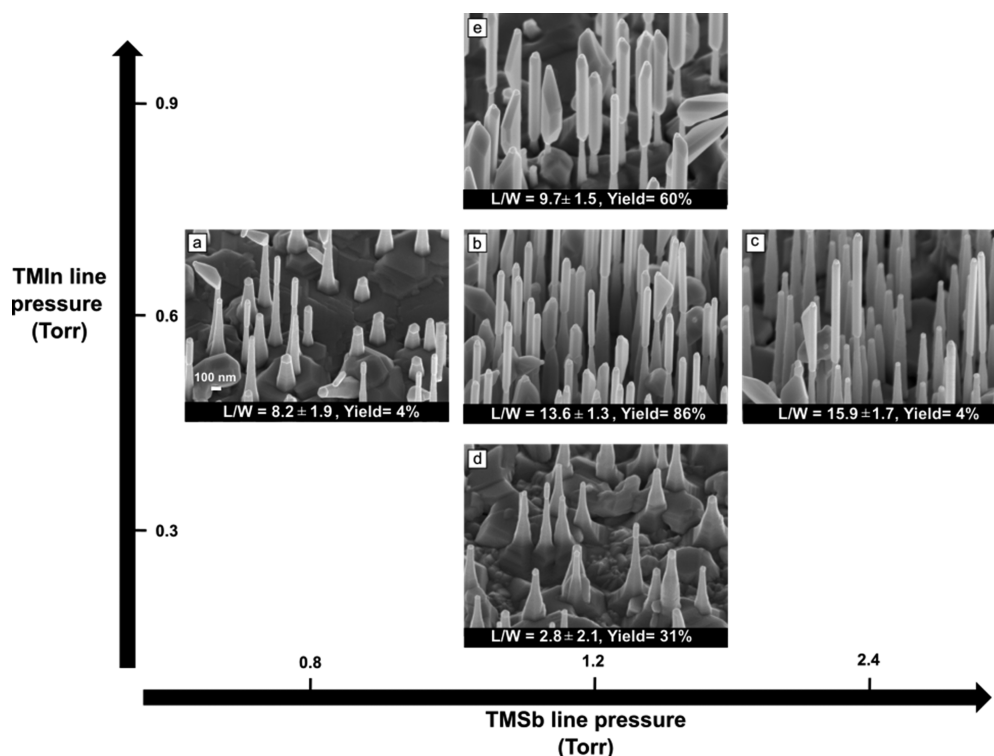 e
0.9
L/W = 9.7± 1.5, Yield= 60%
TMIn line
pressure
(Torr)
0.6
a
100 nm
L/W = 8.2 ± 1.9, Yield= 4%
b
L/W = 13.6 ± 1.3, Yield= 86%
c
L/W = 15.9 ± 1.7, Yield= 4%
0.3
d
L/W = 2.8 ± 2.1, Yield= 31%
0.8
1.2
2.4
TMSb line pressure
(Torr)